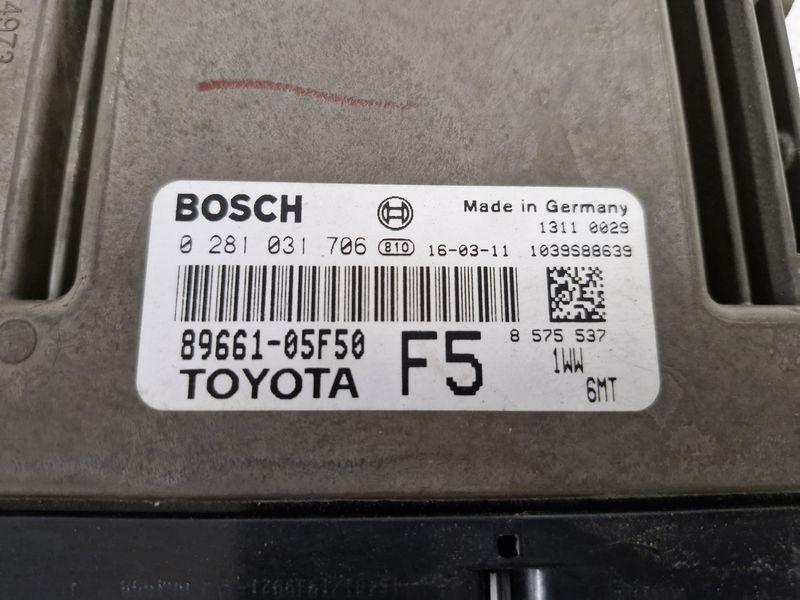 4973
BOSCH
Made in Germany
1311 0029
0 281 031 706 810 16-03-11 1039S88639
8 575 537
89661-05F50
F5
1WW
TOYOTA
6MT